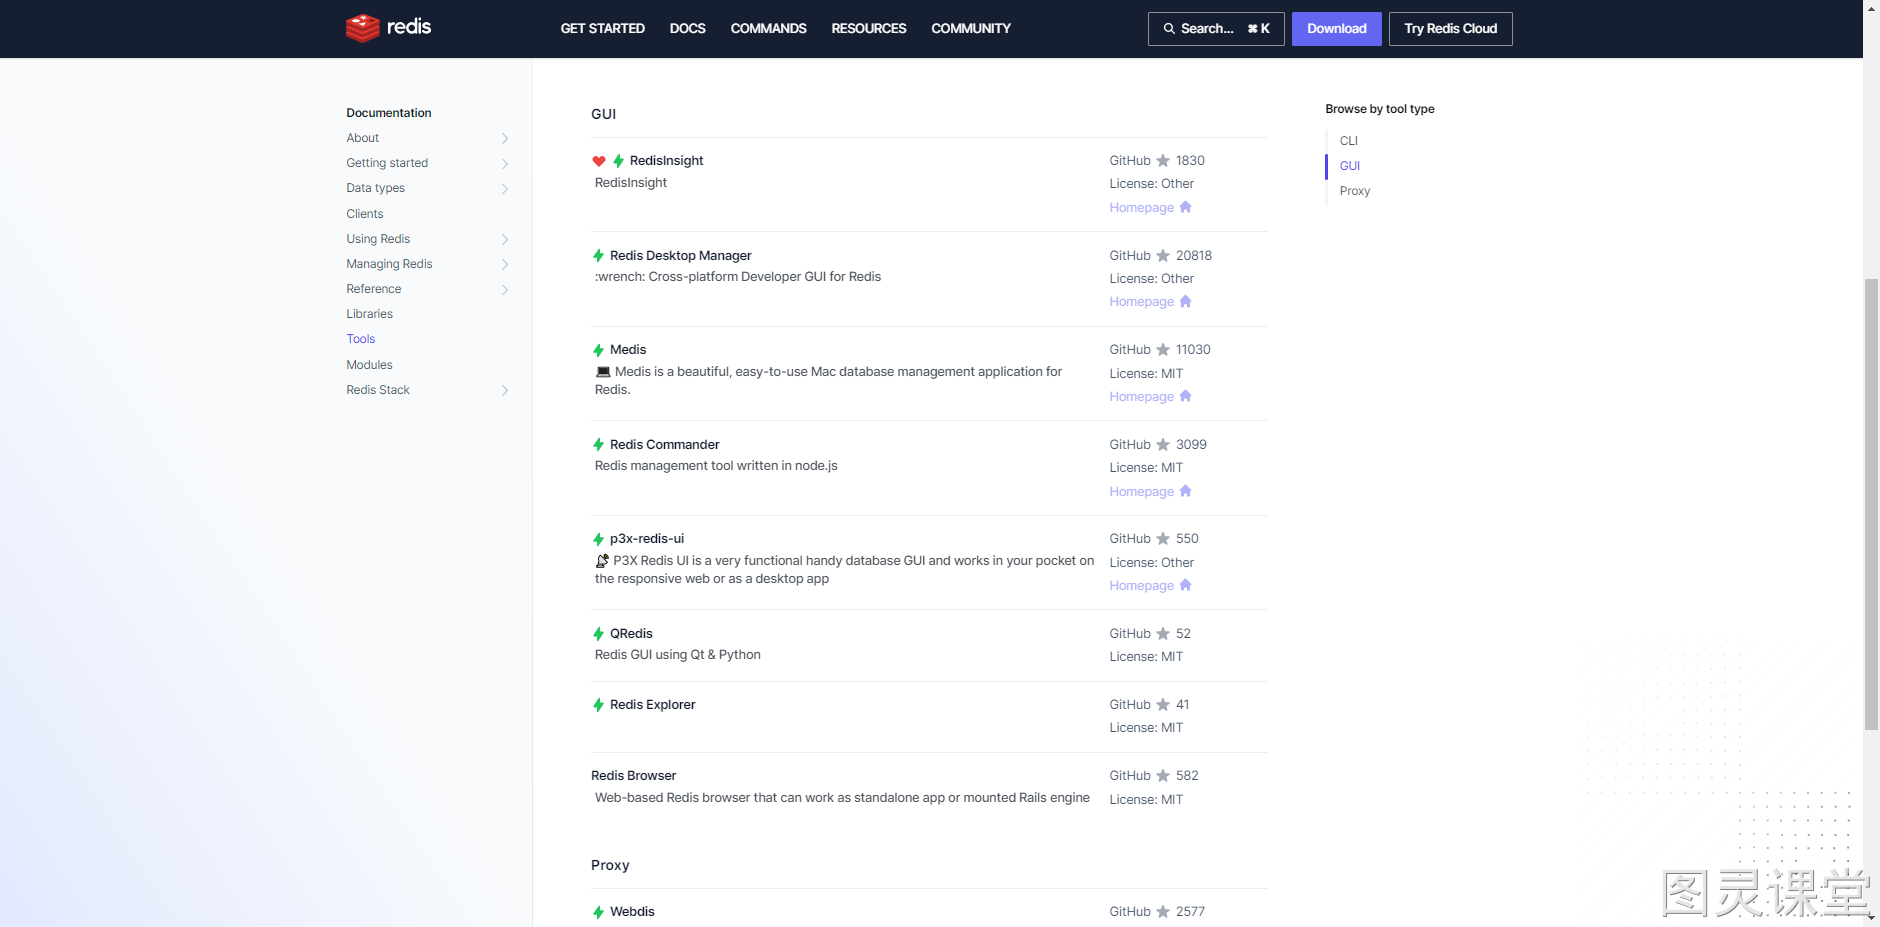 redis
GET STARTED
DOCS
COMMANDS
RESOURCES
COMMUNITY
Search... ⌘ K
Download
Try Redis Cloud
Documentation
About
Getting started
Data types
Clients
Using Redis
Managing Redis
Reference
Libraries
Tools
Modules
Redis Stack
GUI
RedisInsight
RedisInsight
GitHub ★ 1830
License: Other
Homepage
Redis Desktop Manager
:wrench: Cross-platform Developer GUI for Redis
GitHub ★ 20818
License: Other
Homepage
Medis
💻 Medis is a beautiful, easy-to-use Mac database management application for
Redis.
GitHub ★ 11030
License: MIT
Homepage
Redis Commander
Redis management tool written in node.js
GitHub ★ 3099
License: MIT
Homepage
p3x-redis-ui
📡 P3X Redis UI is a very functional handy database GUI and works in your pocket on
the responsive web or as a desktop app
GitHub ★ 550
License: Other
Homepage
QRedis
Redis GUI using Qt & Python
GitHub ★ 52
License: MIT
Redis Explorer
GitHub ★ 41
License: MIT
Redis Browser
Web-based Redis browser that can work as standalone app or mounted Rails engine
GitHub ★ 582
License: MIT
Proxy
Webdis
GitHub ★ 2577
Browse by tool type
CLI
GUI
Proxy
图灵课堂